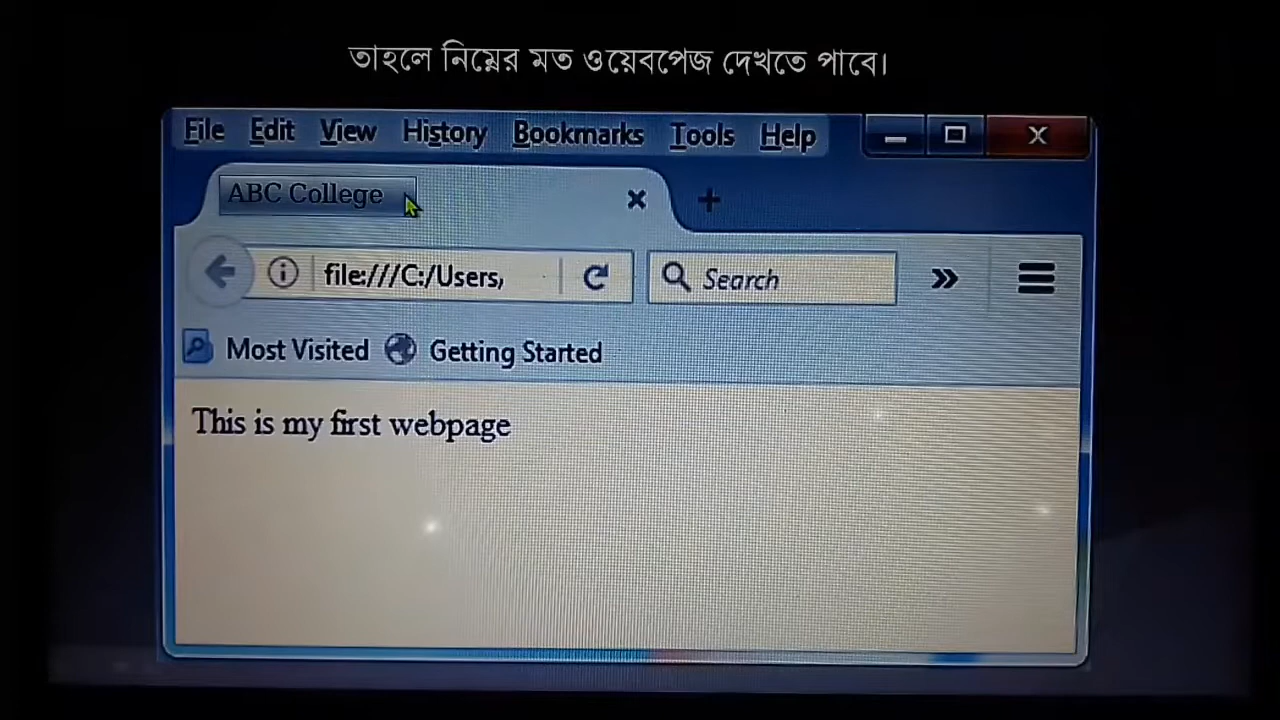 তাহলে নিম্নের মত ওয়েবপেজ দেখতে পাবে।
File Edit View History Bookmarks Tools Help
ABC College
file:///C:/Users,
Search
Most Visited Getting Started
This is my first webpage